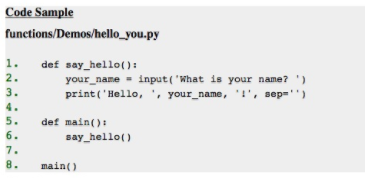 Code Sample
functions/Demos/hello_you.py
1. def say_hello():
2. your_name = input('What is your name? ')
3. print('Hello, ', your_name, '!', sep='')
4.
5. def main():
6. say_hello()
7.
8. main()